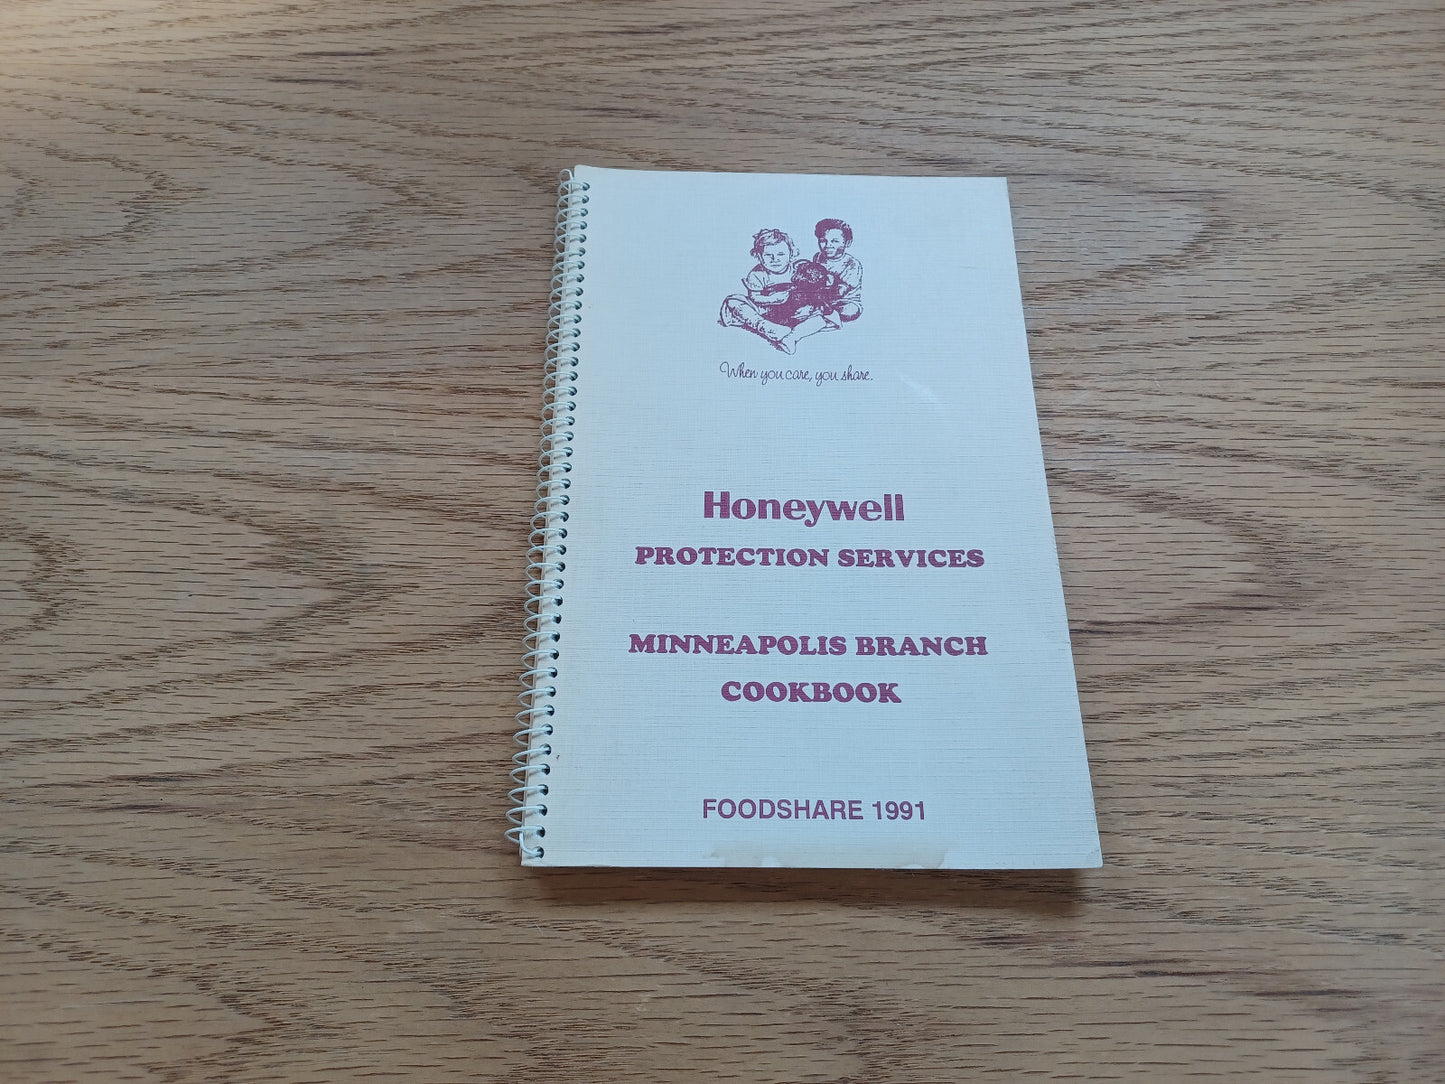 When you care, you share.
Honeywell
PROTECTION SERVICES
MINNEAPOLIS BRANCH
COOKBOOK
FOODSHARE 1991